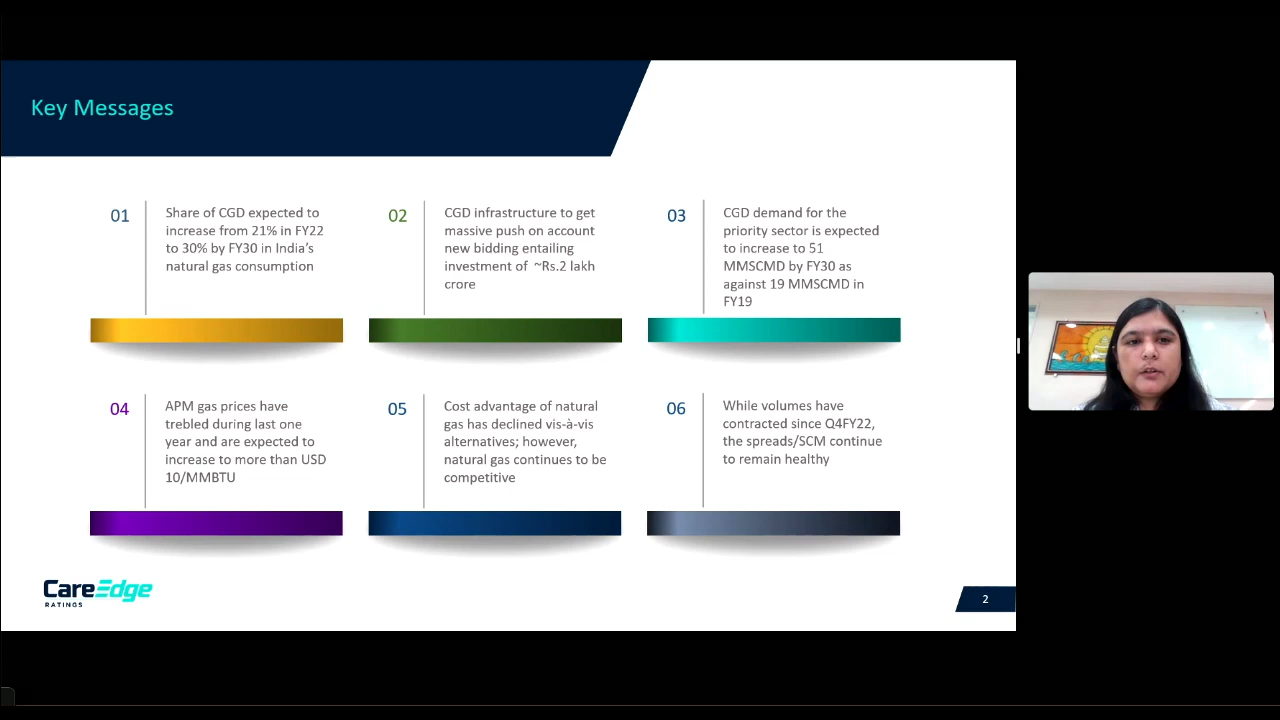 Key Messages
01
Share of CGD expected to
increase from 21% in FY22
to 30% by FY30 in India's
natural gas consumption
02
CGD infrastructure to get
massive push on account
new bidding entailing
investment of ~Rs.2 lakh
crore
03
CGD demand for the
priority sector is expected
to increase to 51
MMSCMD by FY30 as
against 19 MMSCMD in
FY19
04
APM gas prices have
trebled during last one
year and are expected to
increase to more than USD
10/MMBTU
05
Cost advantage of natural
gas has declined vis-à-vis
alternatives; however,
natural gas continues to be
competitive
06
While volumes have
contracted since Q4FY22,
the spreads/SCM continue
to remain healthy
CareEdge
RATINGS
2